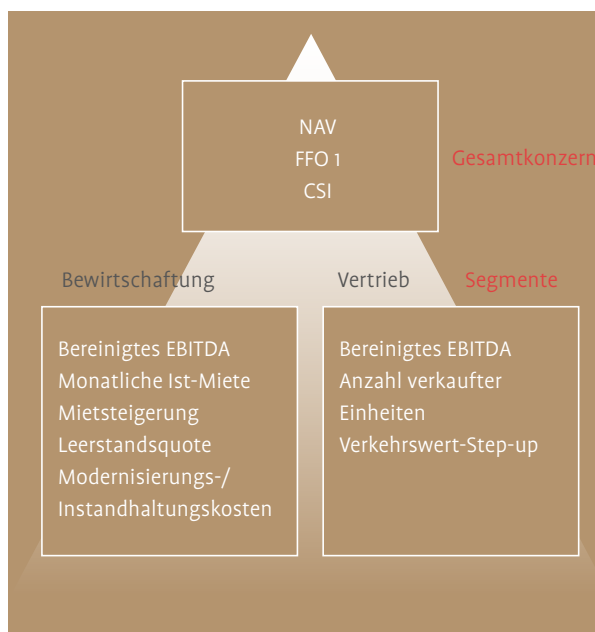 NAV
FFO 1
CSI
Gesamtkonzern
Bewirtschaftung
Vertrieb
Segmente
Bereinigtes EBITDA
Monatliche Ist-Miete
Mietsteigerung
Leerstandsquote
Modernisierungs-/
Instandhaltungskosten
Bereinigtes EBITDA
Anzahl verkaufter
Einheiten
Verkehrswert-Step-up